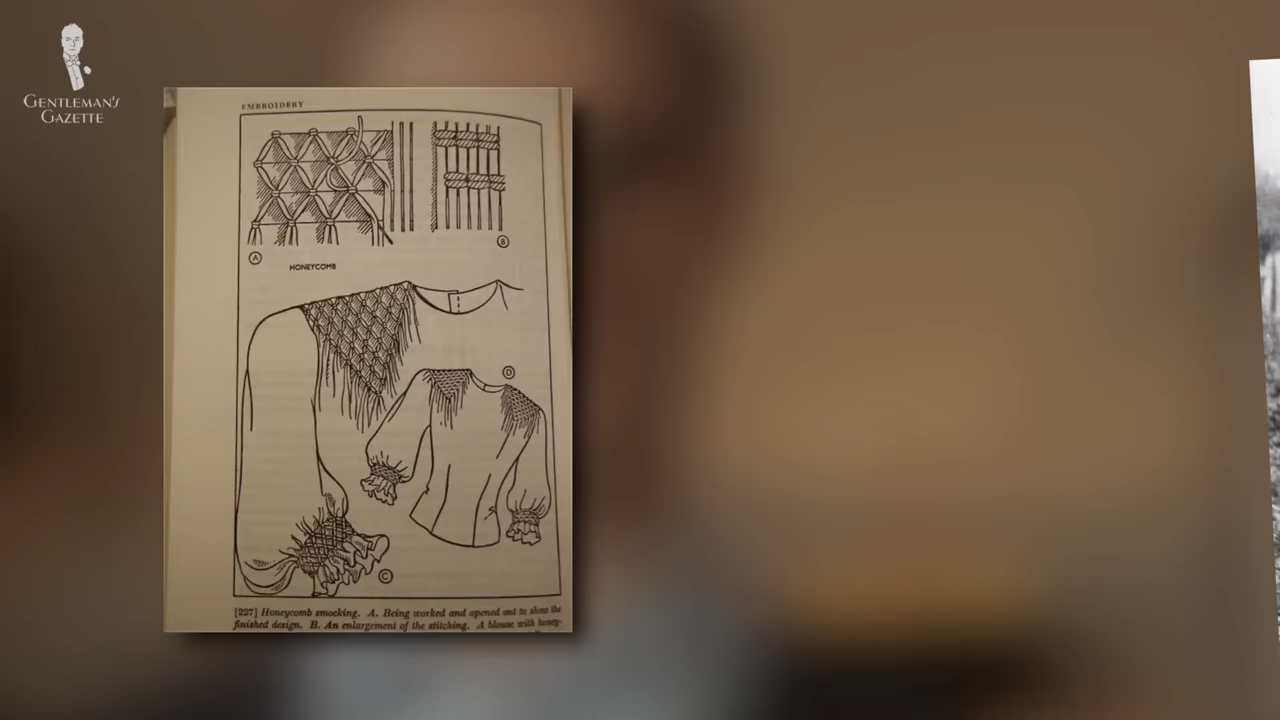 GENTLEMAN'S
GAZETTE
EMBROIDERY
A
B
HONEYCOMB
D
C
[227] Honeycomb smocking. A. Being worked and opened out to show the
finished design. B. An enlargement of the stitching. A blouse with honey-